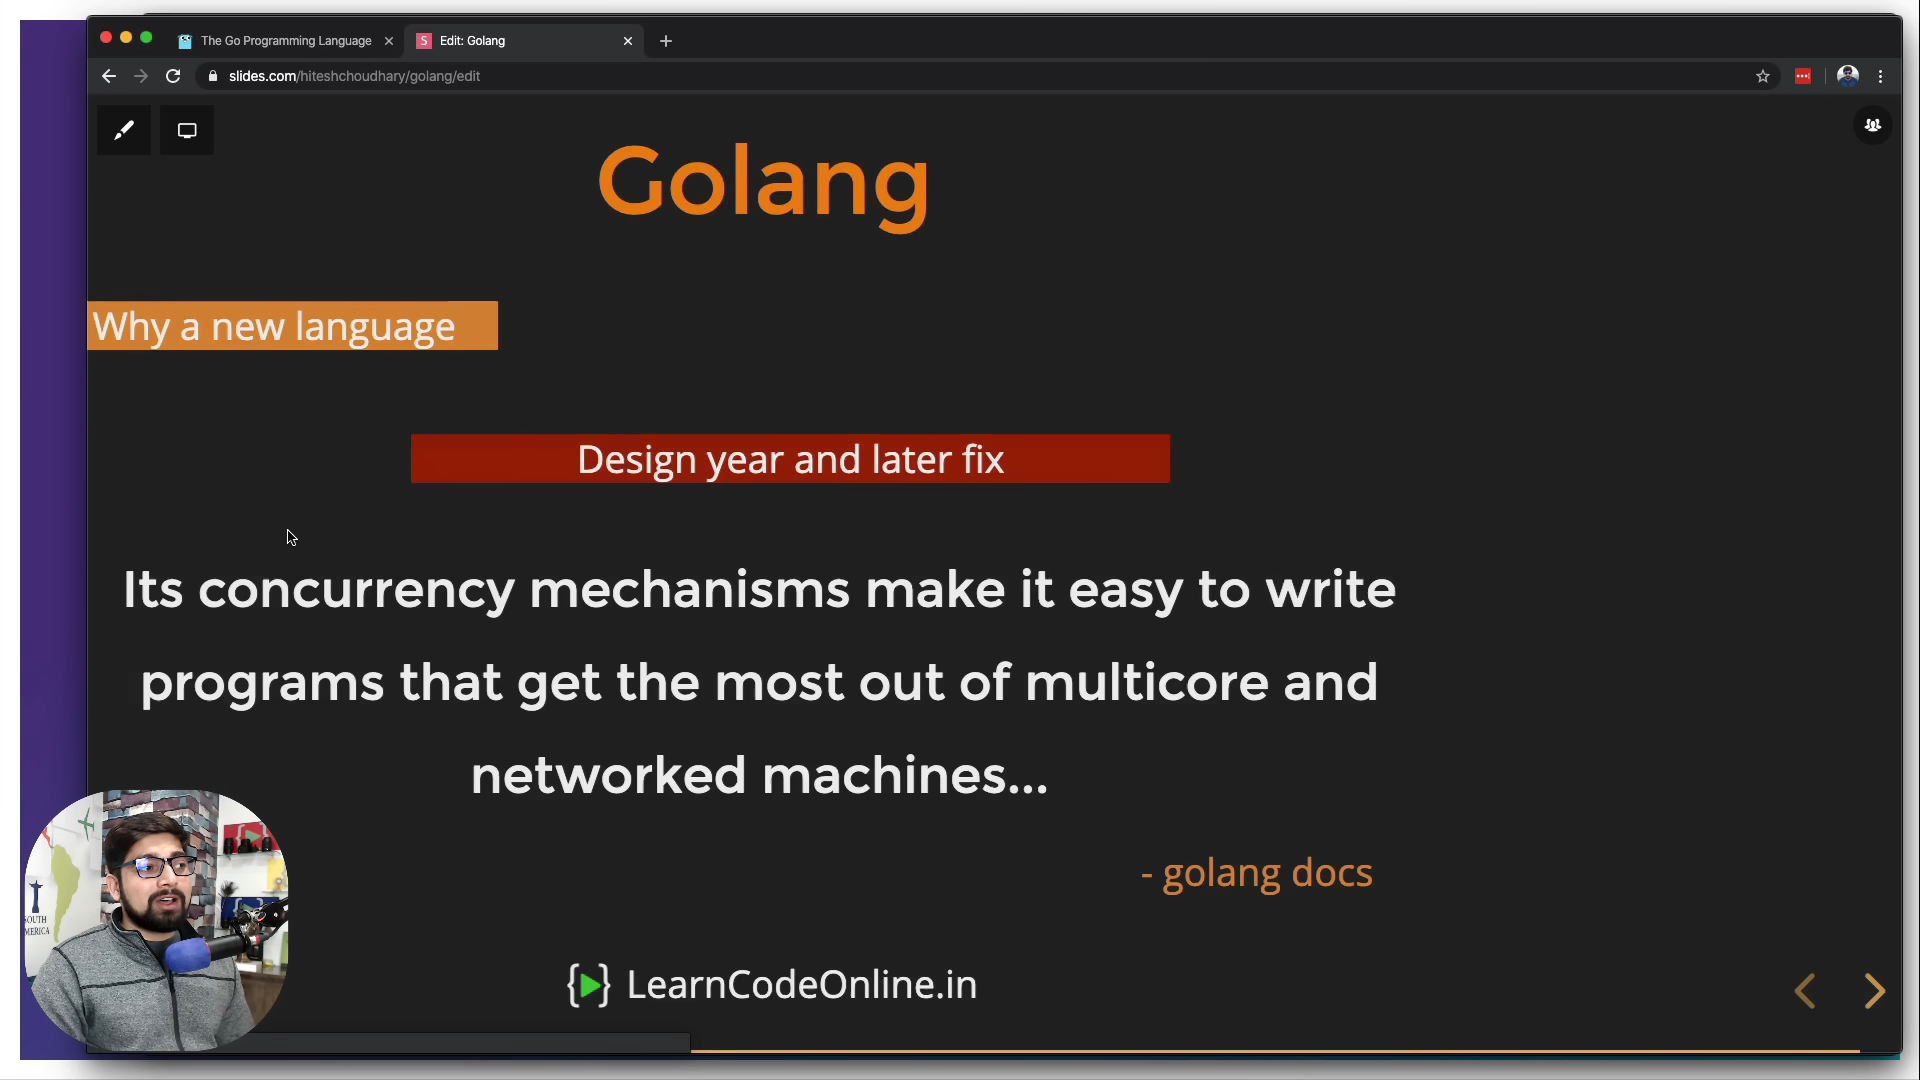 The Go Programming Language
S Edit: Golang
slides.com/hiteshchoudhary/golang/edit
Golang
Why a new language
Design year and later fix
Its concurrency mechanisms make it easy to write
programs that get the most out of multicore and
networked machines...
- golang docs
LearnCodeOnline.in